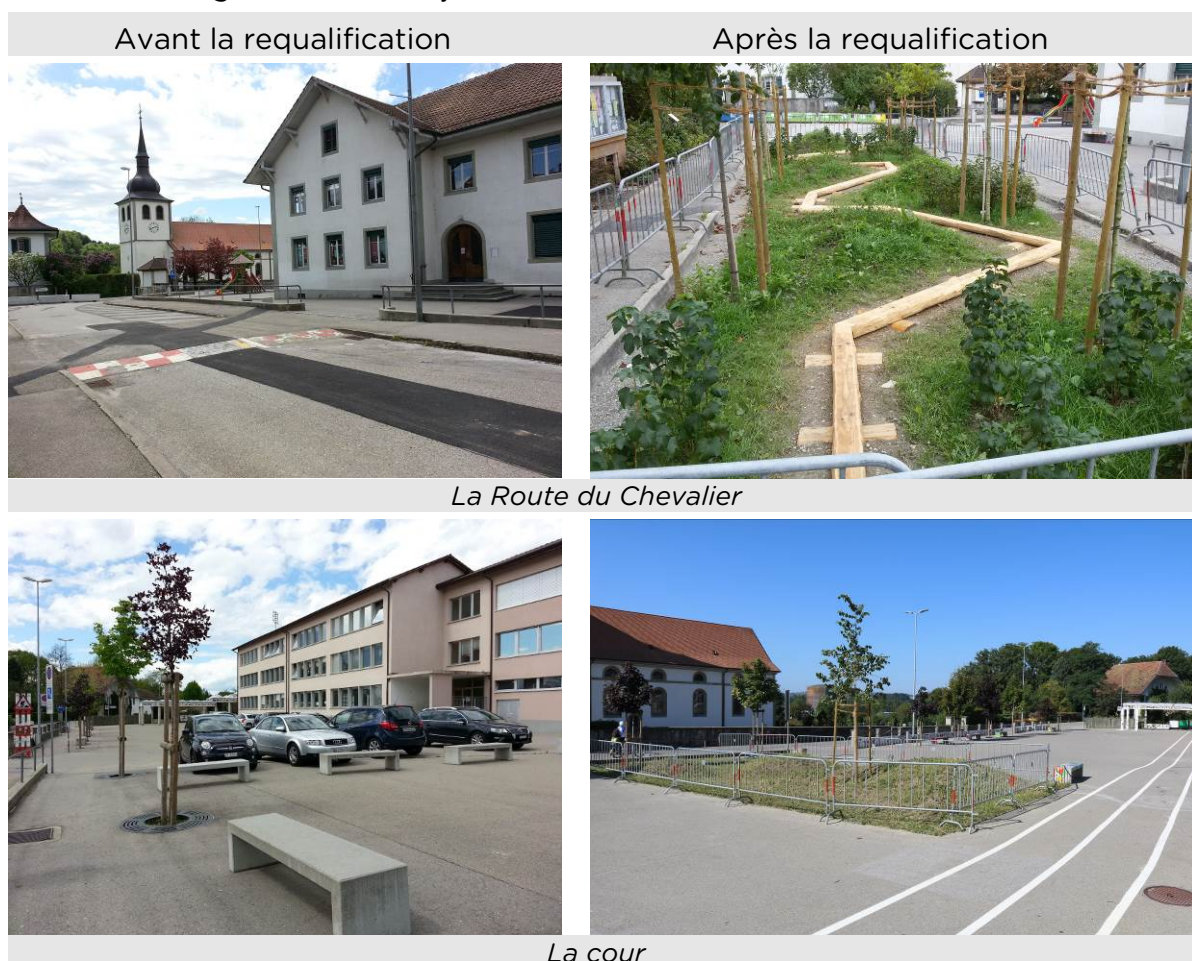 Avant la requalification
Après la requalification
La Route du Chevalier
La cour